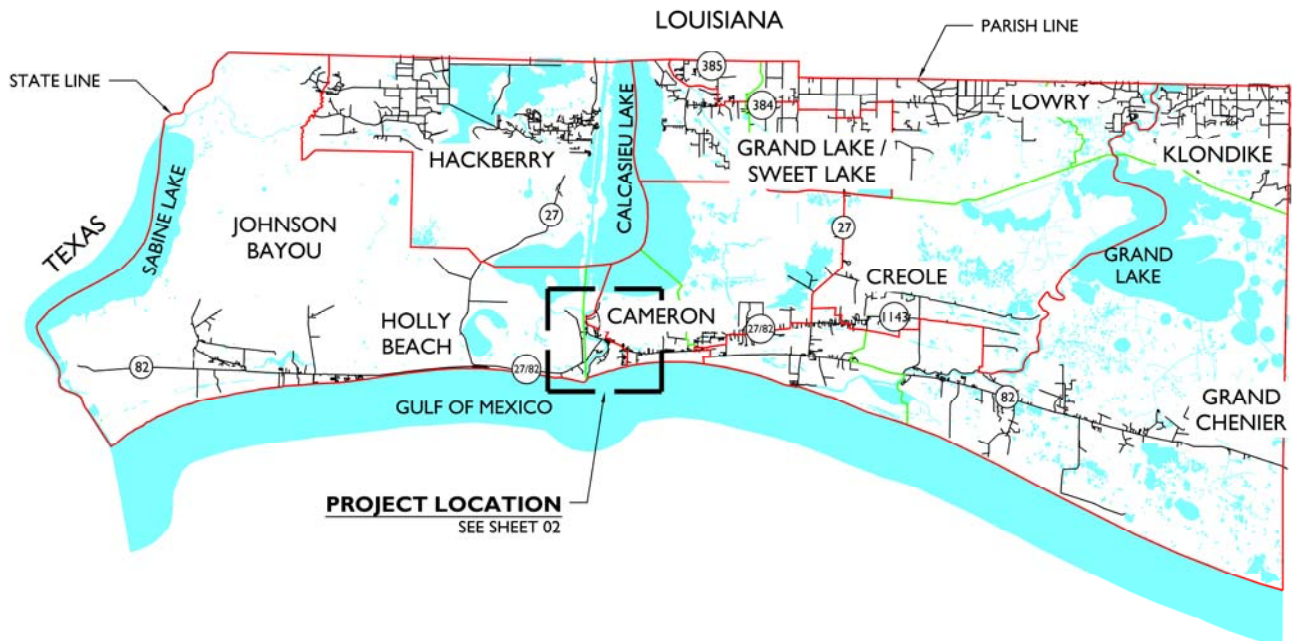 LOUISIANA
PARISH LINE
STATE LINE
385
384
LOWRY
HACKBERRY
CALCASIEU LAKE
GRAND LAKE /
SWEET LAKE
KLONDIKE
TEXAS
SABINE LAKE
JOHNSON
BAYOU
27
27
GRAND
LAKE
CREOLE
HOLLY
BEACH
CAMERON
1143
27/82
82
27/82
GULF OF MEXICO
82
GRAND
CHENIER
PROJECT LOCATION
SEE SHEET 02